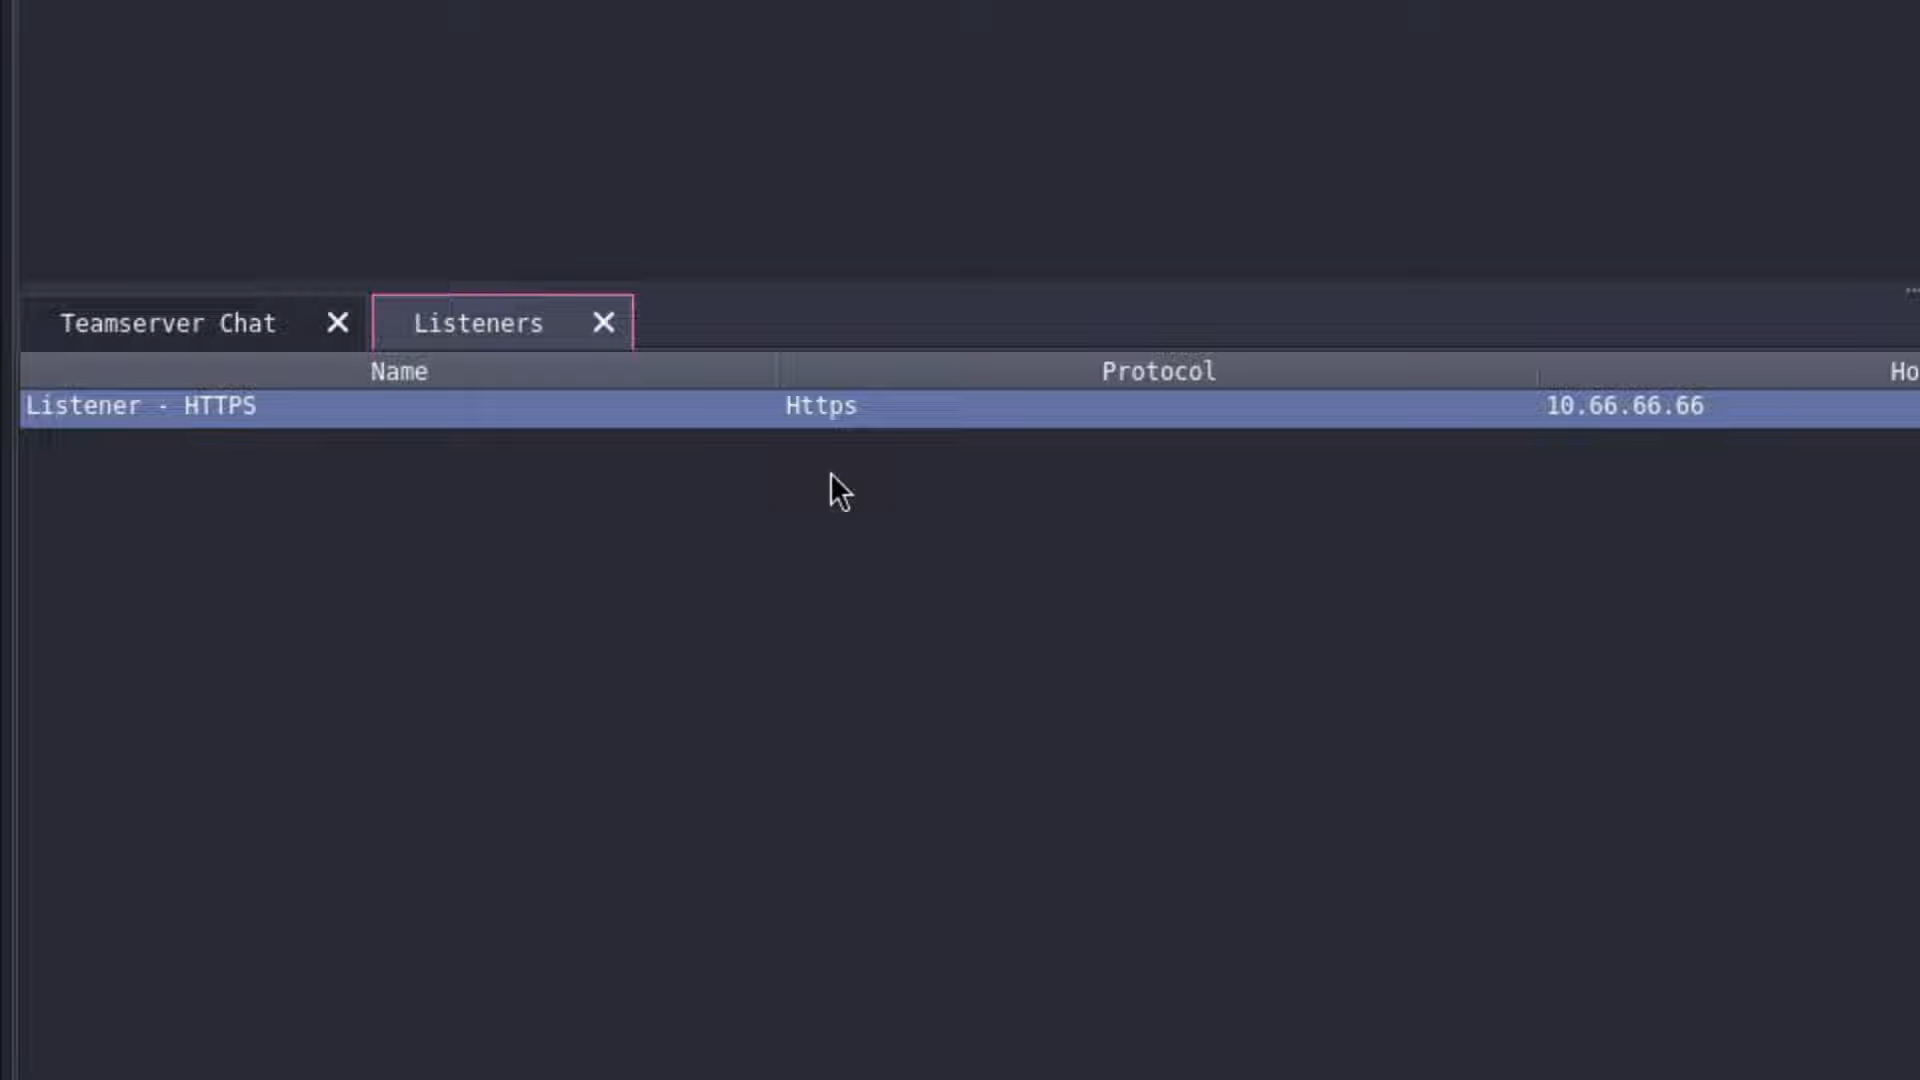 Teamserver Chat Listeners
Name Protocol Ho
Listener - HTTPS Https 10.66.66.66